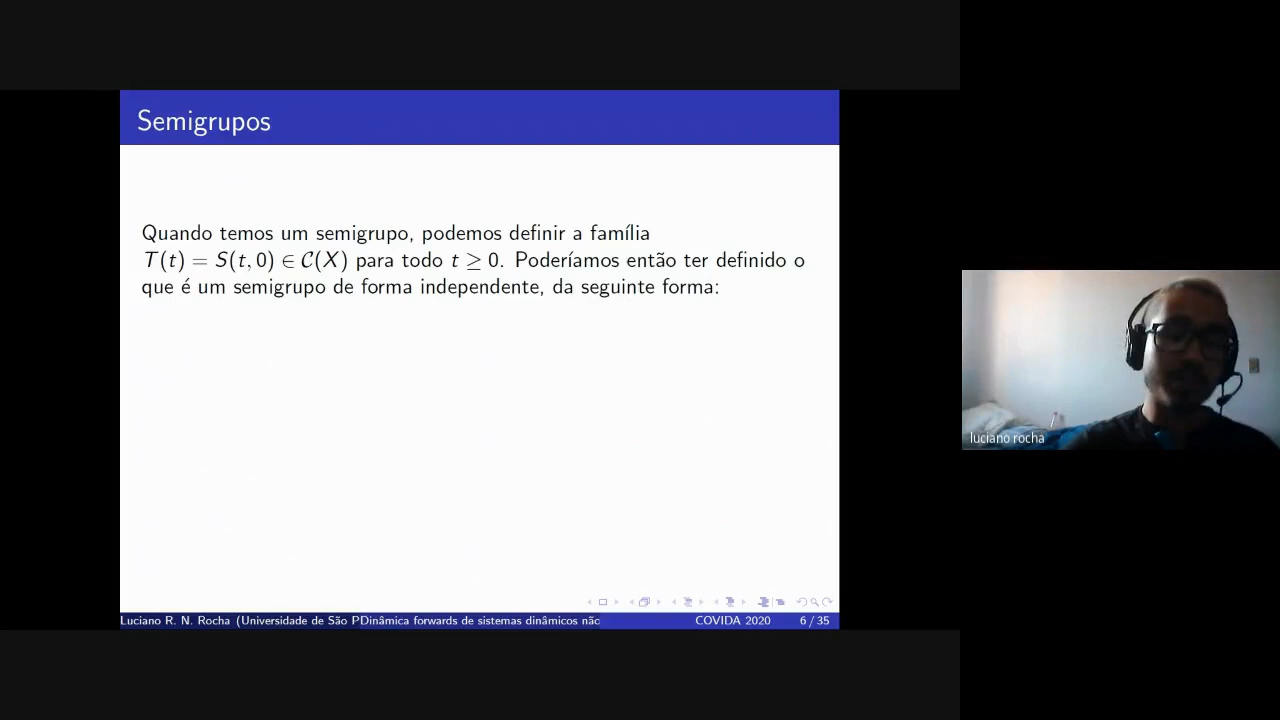 Semigrupos
Quando temos um semigrupo, podemos definir a família
T(t) = S(t, 0) ∈ 𝒞(X) para todo t ≥ 0. Poderíamos então ter definido o
que é um semigrupo de forma independente, da seguinte forma:
luciano rocha
Luciano R. N. Rocha (Universidade de São P Dinâmica forwards de sistemas dinâmicos nãc COVIDA 2020 6 / 35